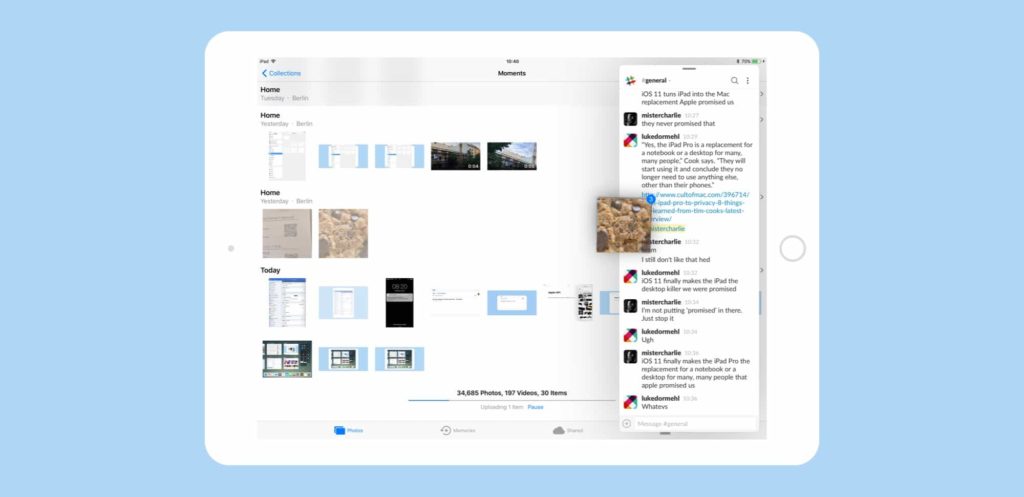 iPad
10:40
70%
Collections
Moments
Home
Tuesday · Berlin
Home
Yesterday · Berlin
0:04
0:03
Home
Yesterday · Berlin
Today
08:20
34,685 Photos, 197 Videos, 30 Items
Uploading 1 Item Pause
Photos
Memories
Shared
#general
iOS 11 tuns iPad into the Mac
replacement Apple promised us
mistercharlie 10:27
they never promised that
lukedormehl 10:29
"Yes, the iPad Pro is a replacement
for a notebook or a desktop for many,
many people," Cook says. "They will
start using it and conclude they no
longer need to use anything else,
other than their phones."
http://www.cultofmac.com/396714/
ipad-pro-to-privacy-8-things-
learned-from-tim-cooks-latest-
3
mistercharlie
mistercharlie 10:32
I still don't like that hed
lukedormehl 10:32
iOS 11 finally makes the iPad the
desktop killer we were promised
mistercharlie 10:34
I'm not putting 'promised' in there.
Just stop it
lukedormehl 10:34
Ugh
mistercharlie 10:36
iOS 11 finally makes the iPad Pro the
replacement for a notebook or a
desktop for many, many people that
apple promised us
lukedormehl 10:36
Whatevs
Message #general